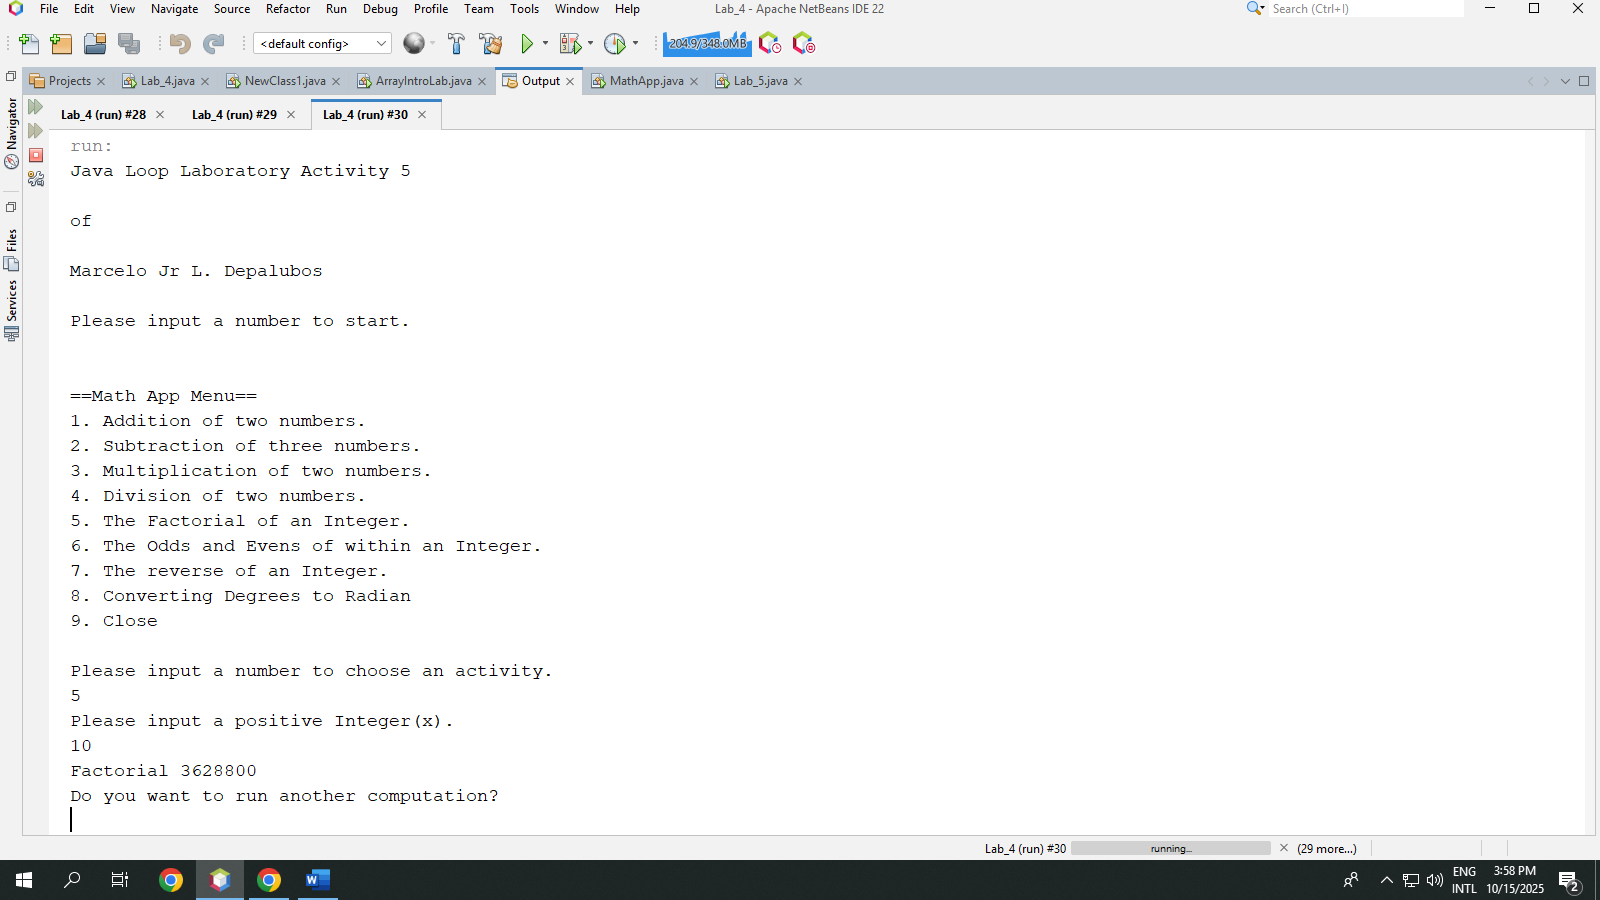 File Edit View Navigate Source Refactor Run Debug Profile Team Tools Window Help Lab_4 - Apache NetBeans IDE 22 Search (Ctrl+I)
<default config> 204.9/348.0MB
Projects Lab_4.java NewClass1.java ArrayIntroLab.java Output MathApp.java Lab_5.java
Navigator
Files
Services
Lab_4 (run) #28 Lab_4 (run) #29 Lab_4 (run) #30
run:
Java Loop Laboratory Activity 5
of
Marcelo Jr L. Depalubos
Please input a number to start.
==Math App Menu==
1. Addition of two numbers.
2. Subtraction of three numbers.
3. Multiplication of two numbers.
4. Division of two numbers.
5. The Factorial of an Integer.
6. The Odds and Evens of within an Integer.
7. The reverse of an Integer.
8. Converting Degrees to Radian
9. Close
Please input a number to choose an activity.
5
Please input a positive Integer(x).
10
Factorial 3628800
Do you want to run another computation?
Lab_4 (run) #30 running... (29 more...)
ENG 3:58 PM
INTL 10/15/2025 2